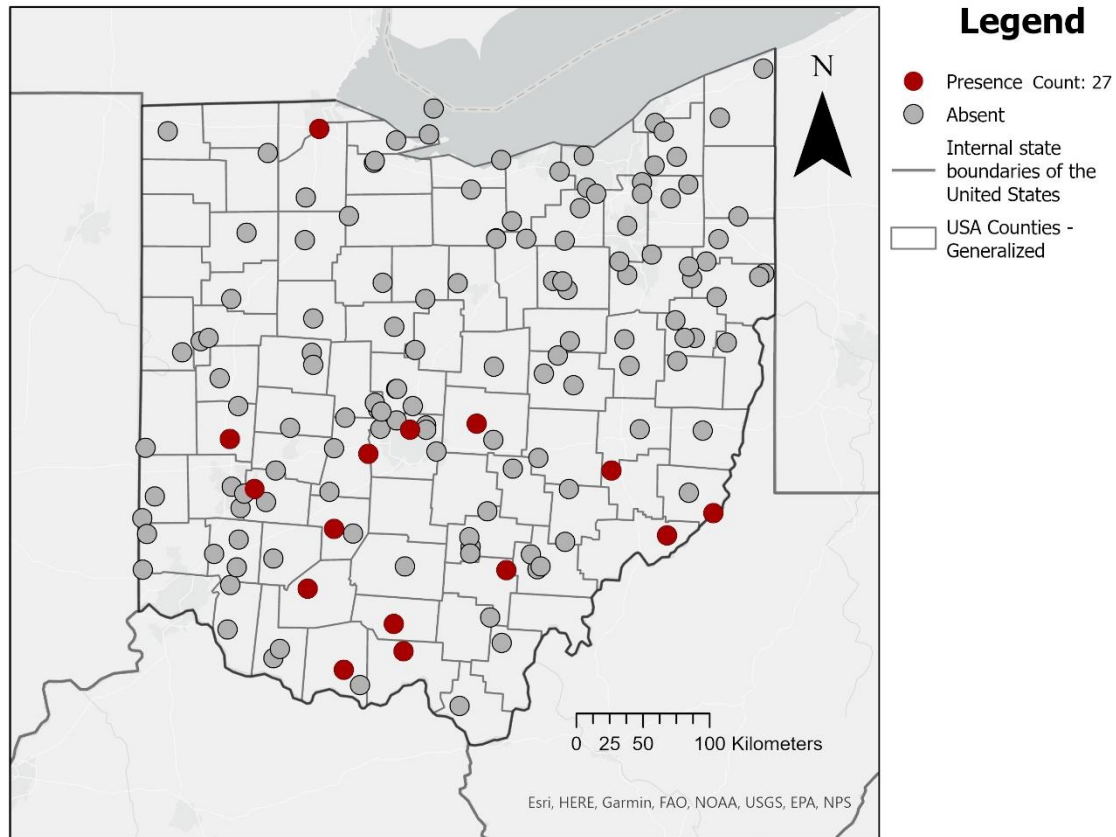 Legend
Presence Count: 27
Absent
Internal state
boundaries of the
United States
USA Counties -
Generalized
N
0 25 50 100 Kilometers
Esri, HERE, Garmin, FAO, NOAA, USGS, EPA, NPS